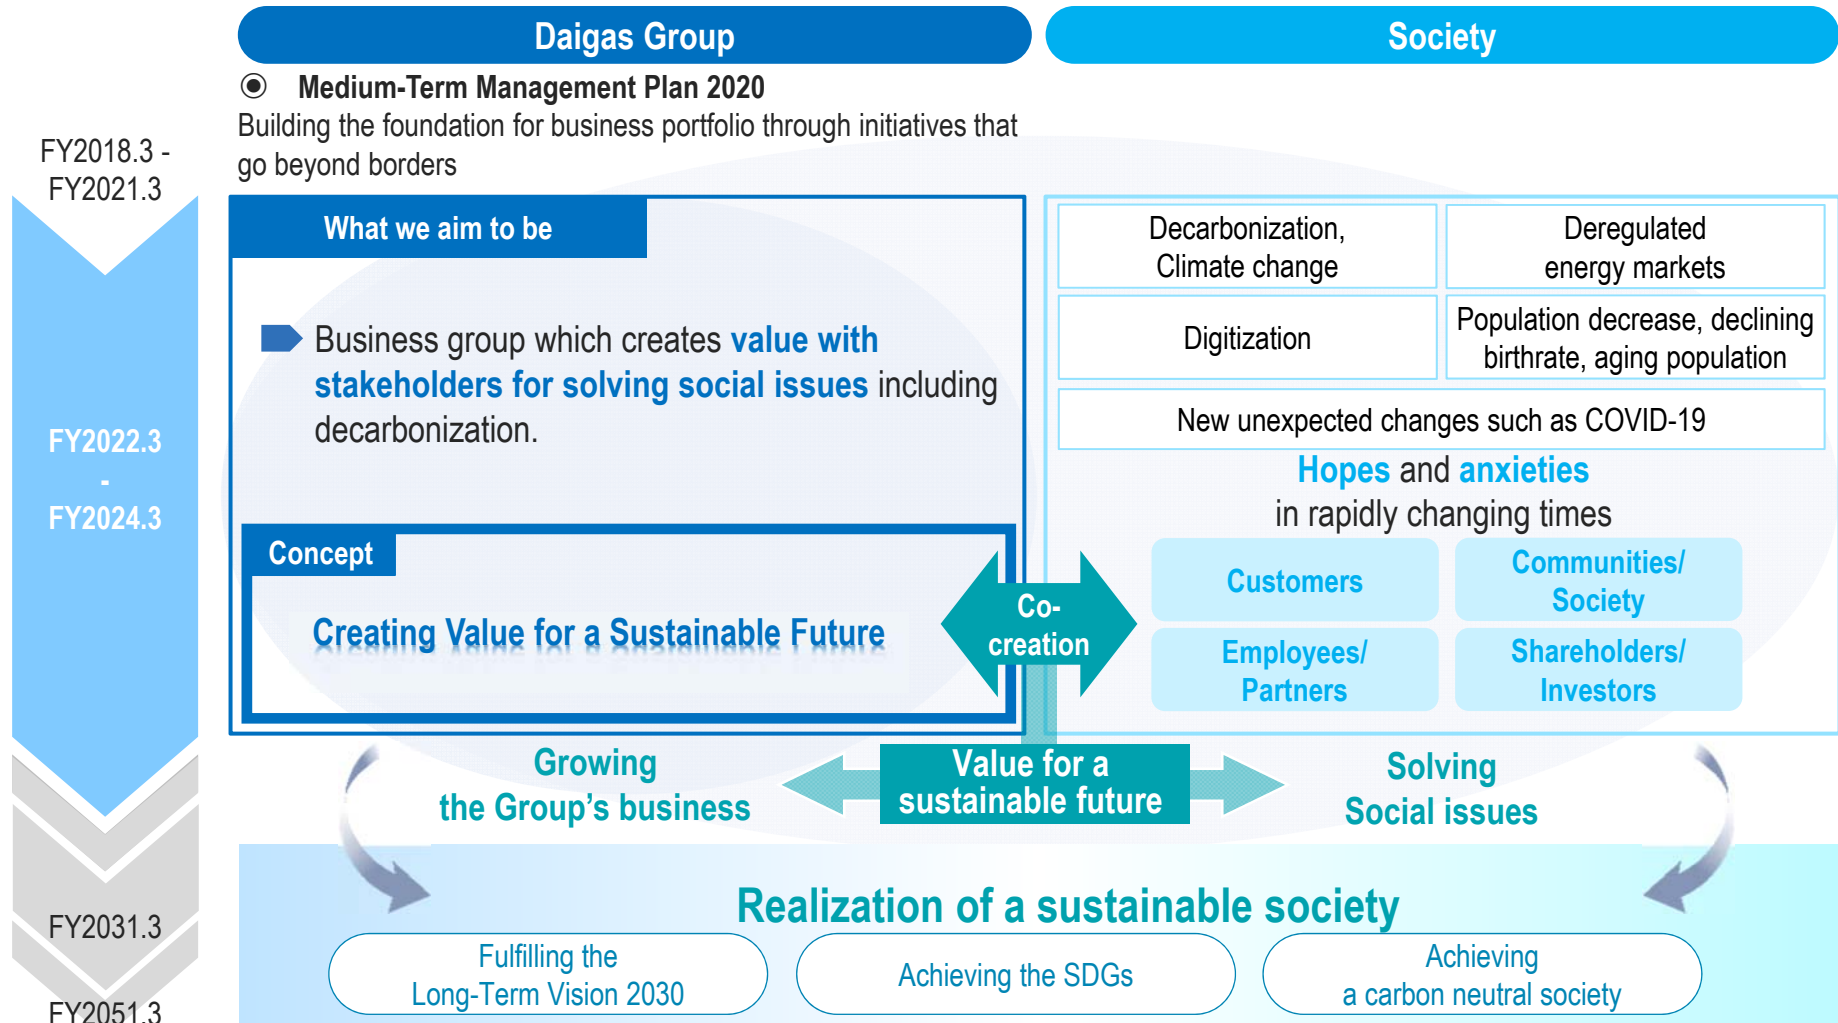 Daigas Group
Society
Medium-Term Management Plan 2020
Building the foundation for business portfolio through initiatives that
go beyond borders
FY2018.3 -
FY2021.3
What we aim to be
Business group which creates value with
stakeholders for solving social issues including
decarbonization.
Concept
Creating Value for a Sustainable Future
Decarbonization,
Climate change
Deregulated
energy markets
Digitization
Population decrease, declining
birthrate, aging population
New unexpected changes such as COVID-19
Hopes and anxieties
in rapidly changing times
Customers
Communities/
Society
Employees/
Partners
Shareholders/
Investors
Co-
creation
FY2022.3
-
FY2024.3
Growing
the Group's business
Value for a
sustainable future
Solving
Social issues
Realization of a sustainable society
FY2031.3
Fulfilling the
Long-Term Vision 2030
Achieving the SDGs
Achieving
a carbon neutral society
FY2051.3